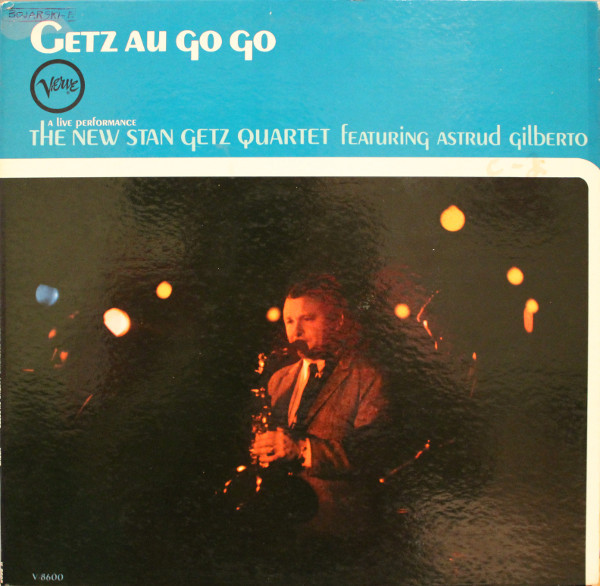 GETZ AU GO GO
Verve
A live PERFORMANCE
THE NEW STAN GETZ QUARTET fEATURING ASTRUD GILBERTO
V-8600